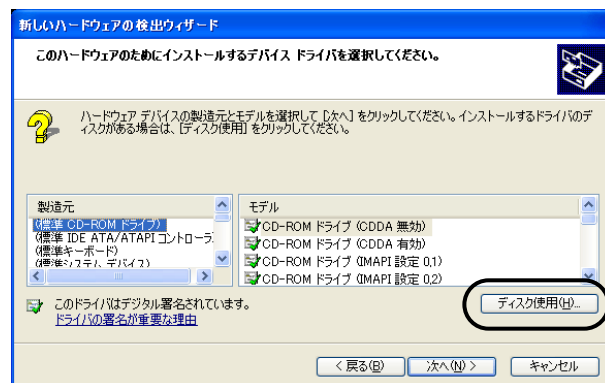 新しいハードウェアの検出ウィザード
このハードウェアのためにインストールするデバイス ドライバを選択してください。
ハードウェア デバイスの製造元とモデルを選択して [次へ] をクリックしてください。インストールするドライバのデ
ィスクがある場合は、[ディスク使用] をクリックしてください。
製造元
(標準 CD-ROM ドライブ)
(標準 IDE ATA/ATAPI コントローラ
(標準キーボード)
(標準システム デバイス)
モデル
CD-ROM ドライブ (CDDA 無効)
CD-ROM ドライブ (CDDA 有効)
CD-ROM ドライブ (IMAPI 設定 0,1)
CD-ROM ドライブ (IMAPI 設定 0,2)
このドライバはデジタル署名されています。
ドライバの署名が重要な理由
ディスク使用(H)...
< 戻る(B)
次へ(N) >
キャンセル